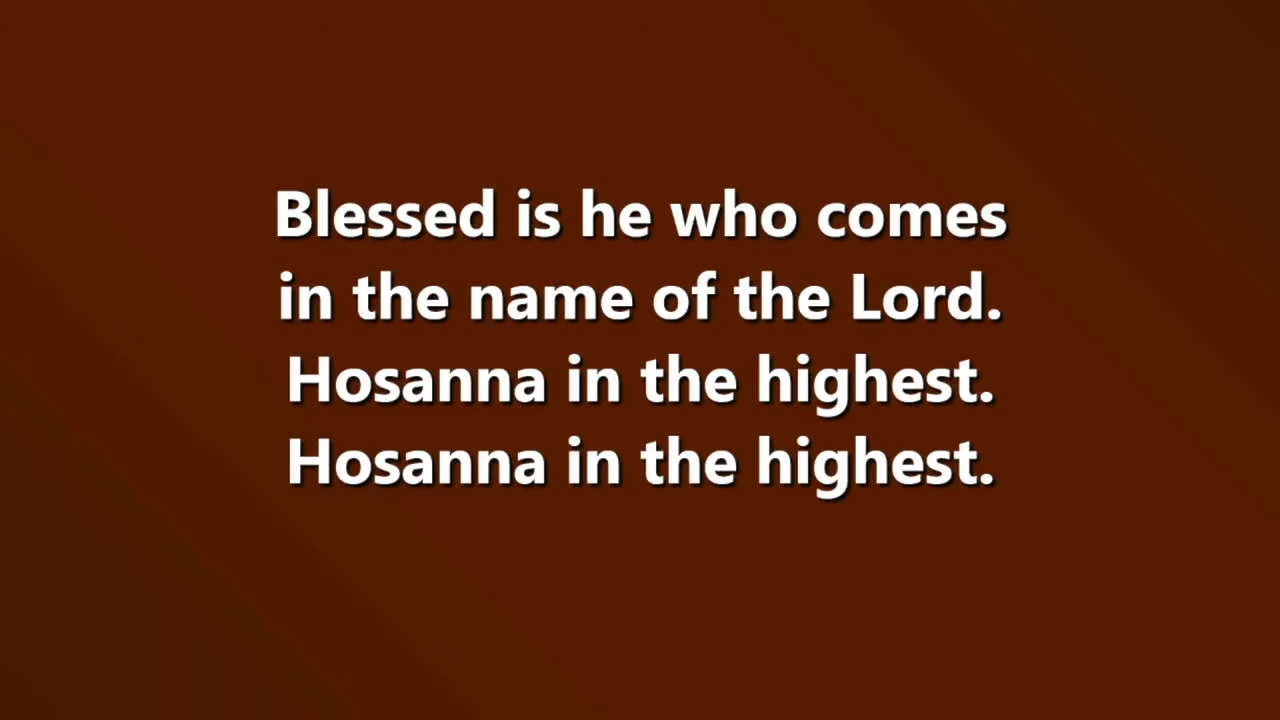 Blessed is he who comes
in the name of the Lord.
Hosanna in the highest.
Hosanna in the highest.